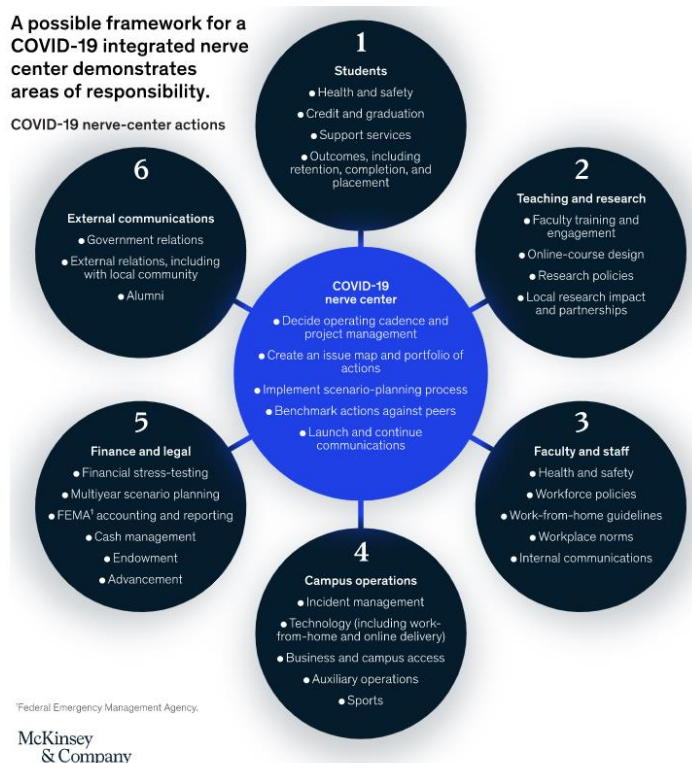 A possible framework for a
COVID-19 integrated nerve
center demonstrates
areas of responsibility.
COVID-19 nerve-center actions
1
Students
● Health and safety
● Credit and graduation
● Support services
● Outcomes, including
retention, completion, and
placement
2
Teaching and research
● Faculty training and
engagement
● Online-course design
● Research policies
● Local research impact
and partnerships
3
Faculty and staff
● Health and safety
● Workforce policies
● Work-from-home guidelines
● Workplace norms
● Internal communications
4
Campus operations
● Incident management
● Technology (including work-
from-home and online delivery)
● Business and campus access
● Auxiliary operations
● Sports
5
Finance and legal
● Financial stress-testing
● Multiyear scenario planning
● FEMA¹ accounting and reporting
● Cash management
● Endowment
● Advancement
6
External communications
● Government relations
● External relations, including
with local community
● Alumni
COVID-19
nerve center
● Decide operating cadence and
project management
● Create an issue map and portfolio of
actions
● Implement scenario-planning process
● Benchmark actions against peers
● Launch and continue
communications
¹Federal Emergency Management Agency.
McKinsey
& Company